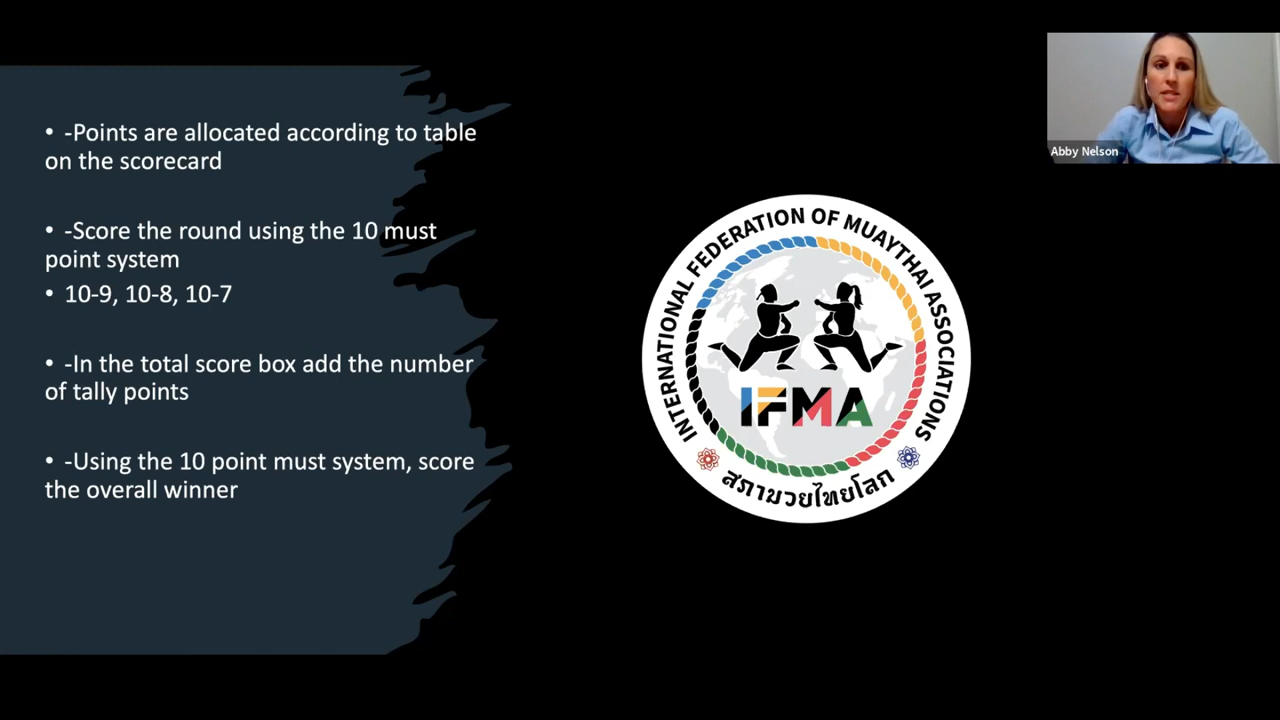 • -Points are allocated according to table
on the scorecard
• -Score the round using the 10 must
point system
• 10-9, 10-8, 10-7
• -In the total score box add the number
of tally points
• -Using the 10 point must system, score
the overall winner
INTERNATIONAL FEDERATION OF MUAYTHAI ASSOCIATIONS
IFMA
สภามวยไทยโลก
Abby Nelson